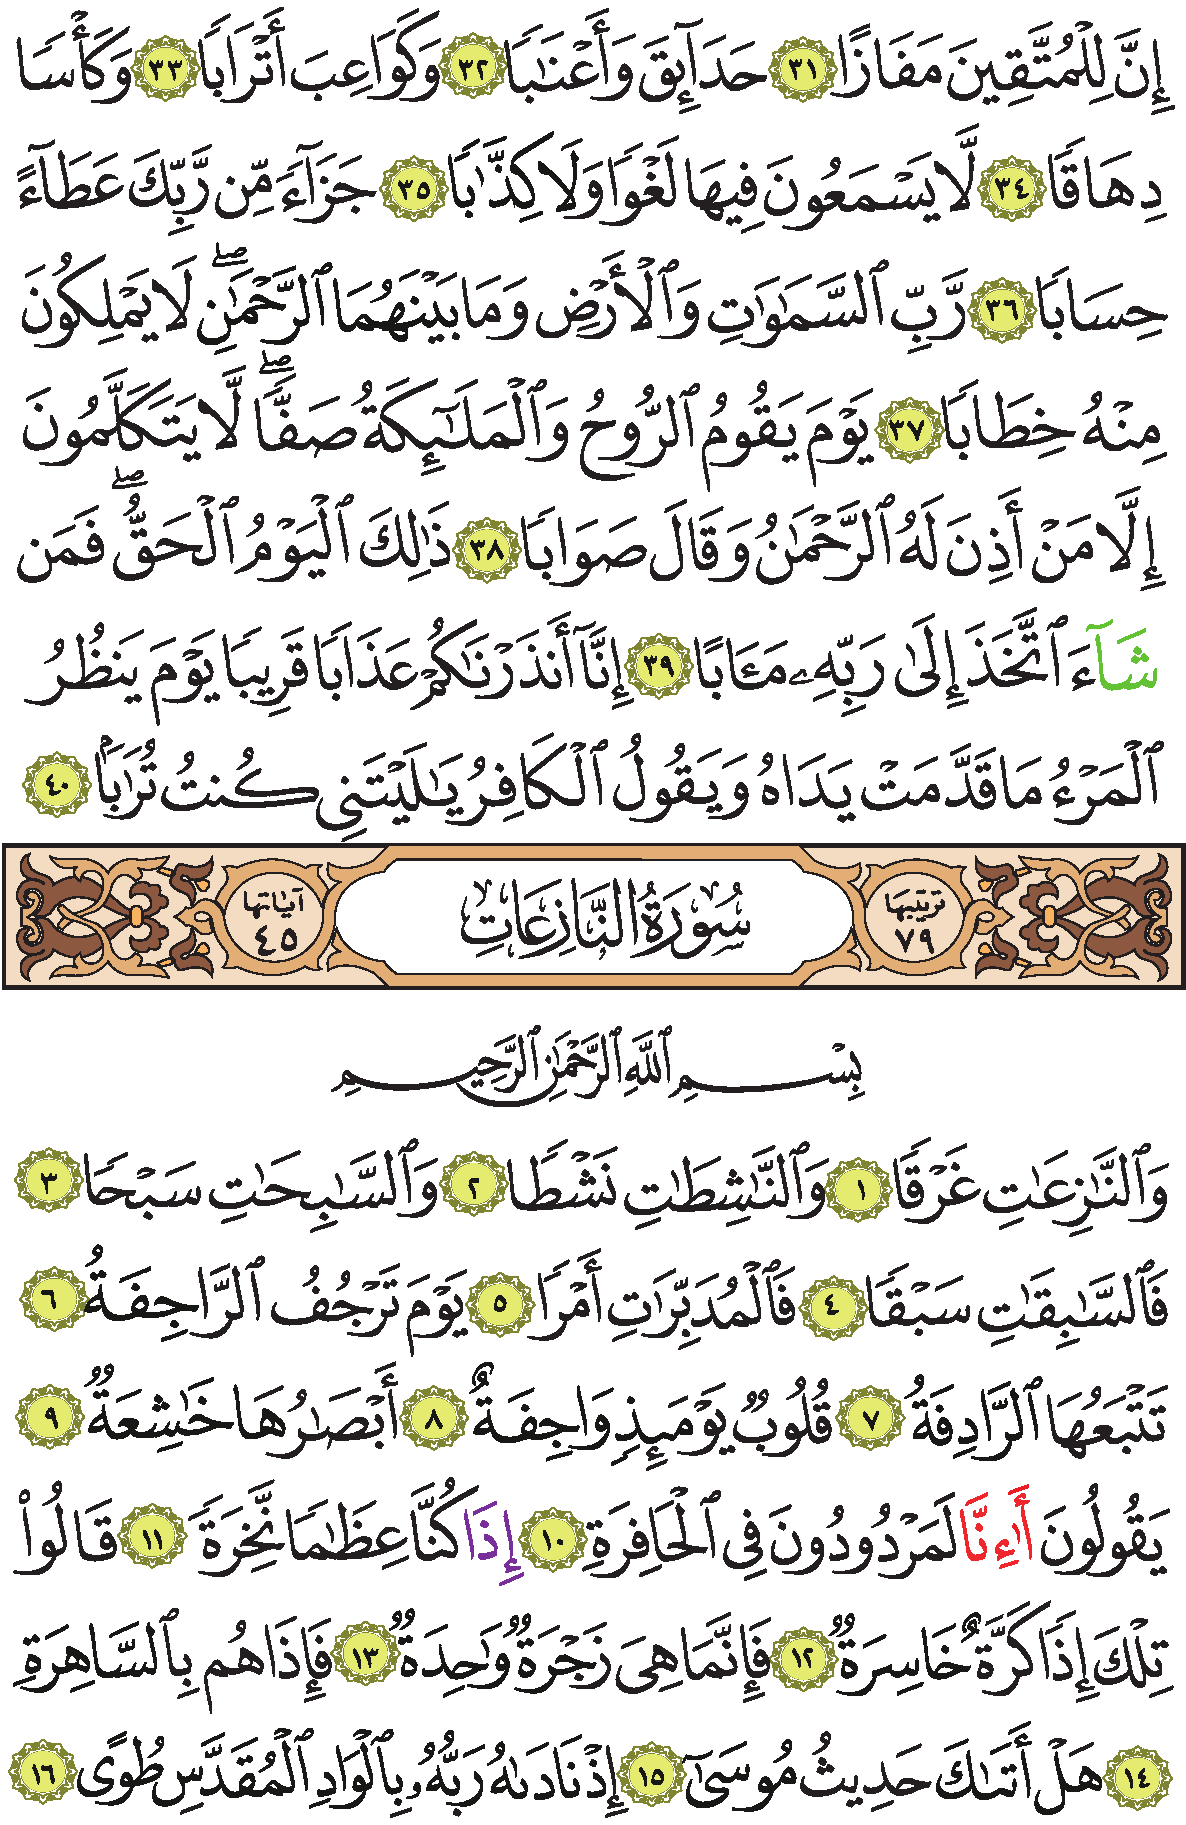 إِنَّ لِلْمُتَّقِينَ مَفَازًا ٣١ حَدَآئِقَ وَأَعْنَٰبًا ٣٢ وَكَوَاعِبَ أَتْرَابًا ٣٣ وَكَأْسًا
دِهَاقًا ٣٤ لَّا يَسْمَعُونَ فِيهَا لَغْوًا وَلَا كِذَّٰبًا ٣٥ جَزَآءً مِّن رَّبِّكَ عَطَآءً
حِسَابًا ٣٦ رَّبِّ ٱلسَّمَٰوَٰتِ وَٱلْأَرْضِ وَمَا بَيْنَهُمَا ٱلرَّحْمَٰنِۖ لَا يَمْلِكُونَ
مِنْهُ خِطَابًا ٣٧ يَوْمَ يَقُومُ ٱلرُّوحُ وَٱلْمَلَٰٓئِكَةُ صَفًّاۖ لَّا يَتَكَلَّمُونَ
إِلَّا مَنْ أَذِنَ لَهُ ٱلرَّحْمَٰنُ وَقَالَ صَوَابًا ٣٨ ذَٰلِكَ ٱلْيَوْمُ ٱلْحَقُّۖ فَمَن
شَآءَ ٱتَّخَذَ إِلَىٰ رَبِّهِۦ مَـَٔابًا ٣٩ إِنَّآ أَنذَرْنَٰكُمْ عَذَابًا قَرِيبًا يَوْمَ يَنظُرُ
ٱلْمَرْءُ مَا قَدَّمَتْ يَدَاهُ وَيَقُولُ ٱلْكَافِرُ يَٰلَيْتَنِى كُنتُ تُرَٰبًۢا ٤٠
ترتيبها ٧٩ سُورَةُ النَّازِعَاتِ آياتها ٤٥
بِسْمِ ٱللَّهِ ٱلرَّحْمَٰنِ ٱلرَّحِيمِ
وَٱلنَّٰزِعَٰتِ غَرْقًا ١ وَٱلنَّٰشِطَٰتِ نَشْطًا ٢ وَٱلسَّٰبِحَٰتِ سَبْحًا ٣
فَٱلسَّٰبِقَٰتِ سَبْقًا ٤ فَٱلْمُدَبِّرَٰتِ أَمْرًا ٥ يَوْمَ تَرْجُفُ ٱلرَّاجِفَةُ ٦
تَتْبَعُهَا ٱلرَّادِفَةُ ٧ قُلُوبٌ يَوْمَئِذٍ وَاجِفَةٌ ٨ أَبْصَٰرُهَا خَٰشِعَةٌ ٩
يَقُولُونَ أَءِنَّا لَمَرْدُودُونَ فِى ٱلْحَافِرَةِ ١٠ إِذَا كُنَّا عِظَٰمًا نَّخِرَةً ١١ قَالُوا۟
تِلْكَ إِذًا كَرَّةٌ خَاسِرَةٌ ١٢ فَإِنَّمَا هِىَ زَجْرَةٌ وَٰحِدَةٌ ١٣ فَإِذَا هُم بِٱلسَّاهِرَةِ
١٤ هَلْ أَتَىٰكَ حَدِيثُ مُوسَىٰٓ ١٥ إِذْ نَادَىٰهُ رَبُّهُۥ بِٱلْوَادِ ٱلْمُقَدَّسِ طُوًى ١٦